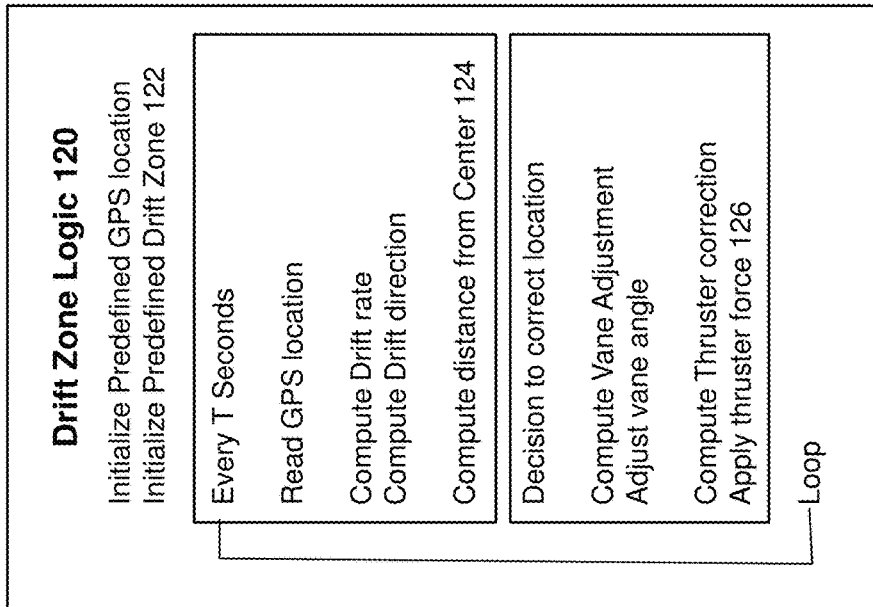 Drift Zone Logic 120
Initialize Predefined GPS location
Initialize Predefined Drift Zone 122
Every T Seconds
Read GPS location
Compute Drift rate
Compute Drift direction
Compute distance from Center 124
Decision to correct location
Compute Vane Adjustment
Adjust vane angle
Compute Thruster correction
Apply thruster force 126
Loop